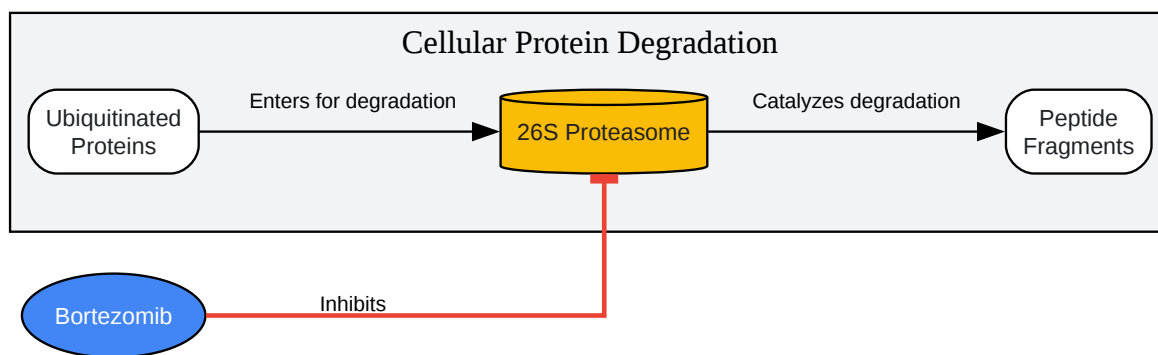 Cellular Protein Degradation
Ubiquitinated
Proteins
Enters for degradation
26S Proteasome
Catalyzes degradation
Peptide
Fragments
Bortezomib
Inhibits